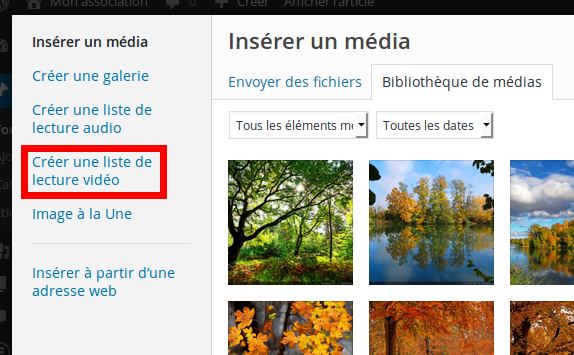 Mon association 0 Créer Afficher l'article
Insérer un média
Créer une galerie
Créer une liste de
lecture audio
Créer une liste de
lecture vidéo
Image à la Une
Insérer à partir d’une
adresse web
Insérer un média
Envoyer des fichiers Bibliothèque de médias
Tous les éléments mé Toutes les dates